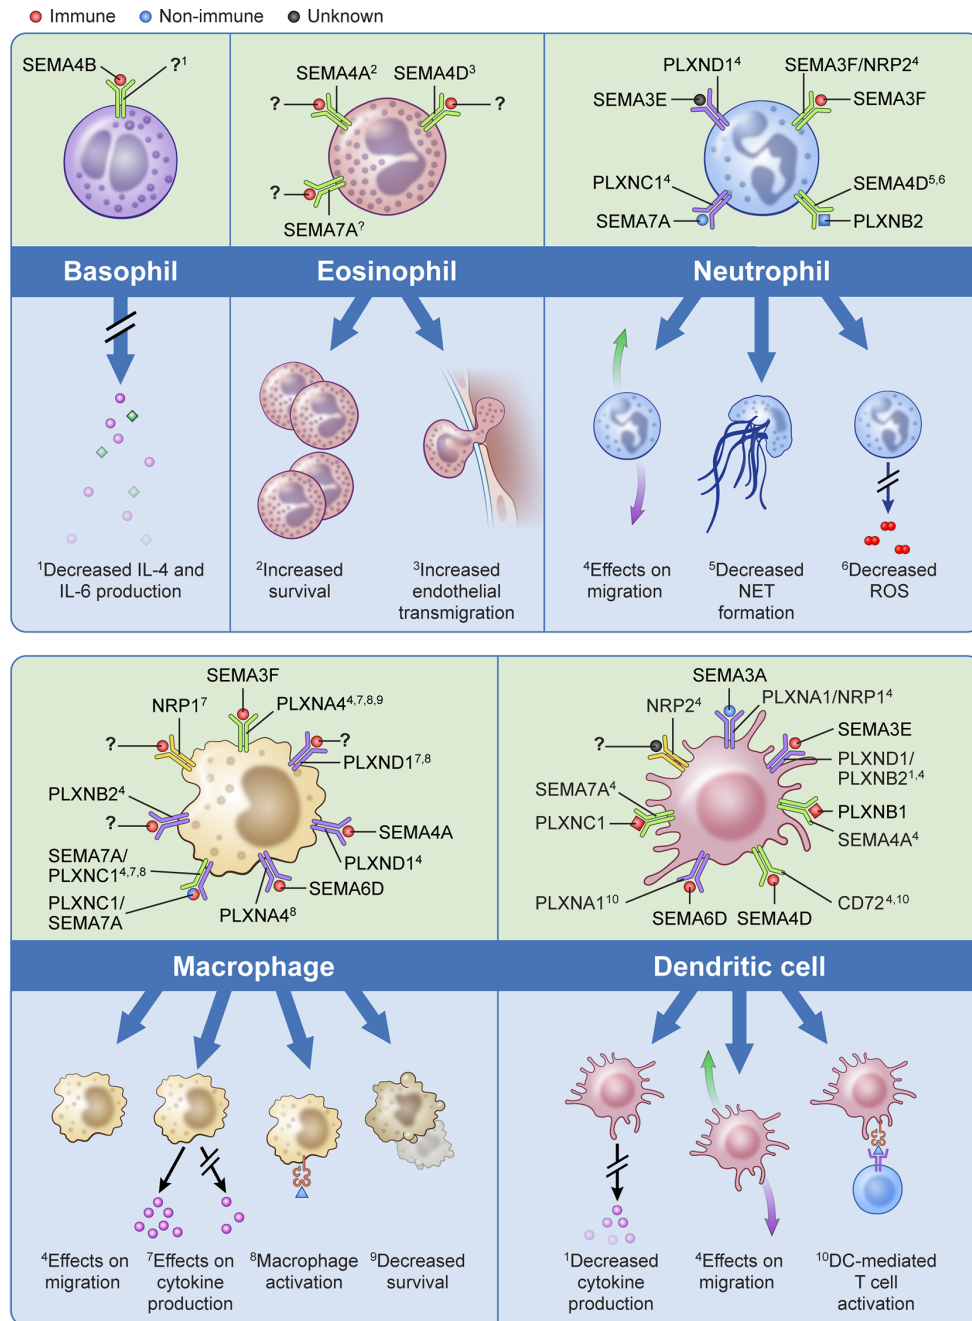 Immune
Non-immune
Unknown
SEMA4B
?1
SEMA4A2
SEMA4D3
?
?
?
SEMA7A?
PLXND14
SEMA3F/NRP24
SEMA3E
SEMA3F
PLXNC14
SEMA4D5,6
SEMA7A
PLXNB2
Basophil
Eosinophil
Neutrophil
1Decreased IL-4 and
IL-6 production
2Increased
survival
3Increased
endothelial
transmigration
4Effects on
migration
5Decreased
NET
formation
6Decreased
ROS
SEMA3F
NRP17
PLXNA44,7,8,9
?
?
PLXND17,8
PLXNB24
?
SEMA4A
PLXND14
SEMA7A/
PLXNC14,7,8
SEMA6D
PLXNC1/
SEMA7A
PLXNA48
SEMA3A
NRP24
PLXNA1/NRP14
?
SEMA3E
PLXND1/
PLXNB21,4
SEMA7A4
PLXNC1
PLXNB1
SEMA4A4
PLXNA110
SEMA6D
SEMA4D
CD724,10
Macrophage
Dendritic cell
4Effects on
migration
7Effects on
cytokine
production
8Macrophage
activation
9Decreased
survival
1Decreased
cytokine
production
4Effects on
migration
10DC-mediated
T cell
activation